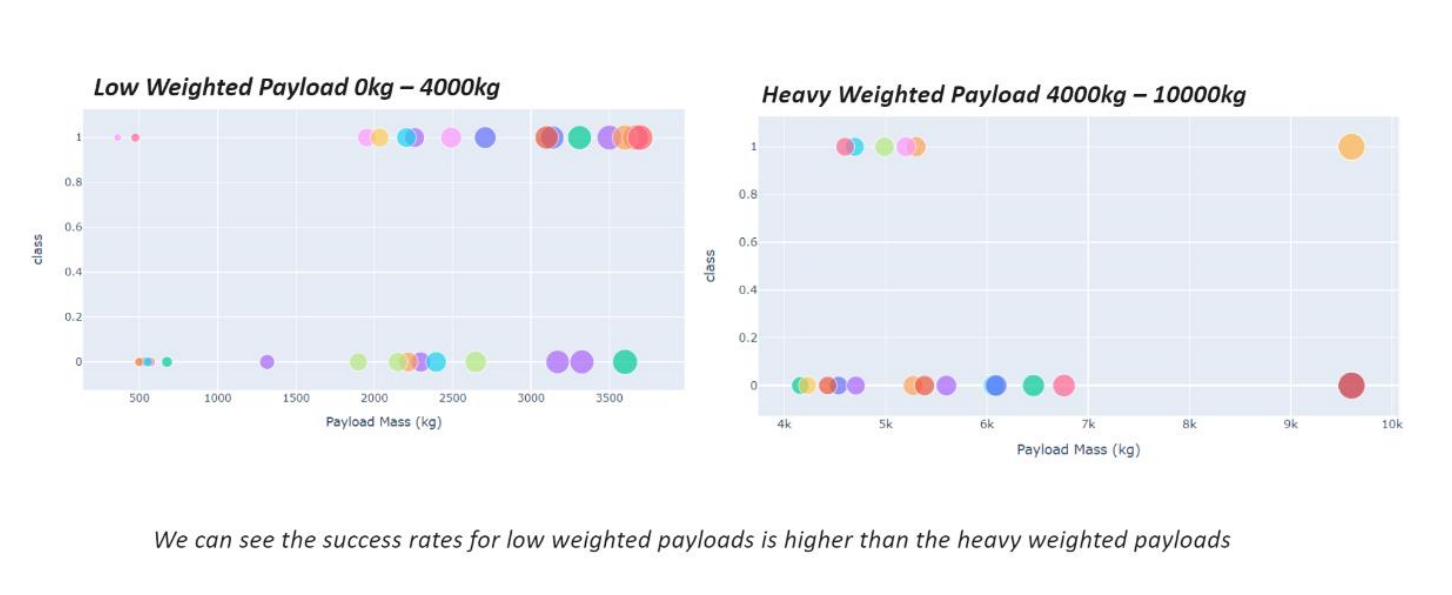 Low Weighted Payload 0kg – 4000kg
1
0.8
0.6
0.4
0.2
0
class
500 1000 1500 2000 2500 3000 3500
Payload Mass (kg)
Heavy Weighted Payload 4000kg – 10000kg
1
0.8
0.6
0.4
0.2
0
class
4k 5k 6k 7k 8k 9k 10k
Payload Mass (kg)
We can see the success rates for low weighted payloads is higher than the heavy weighted payloads